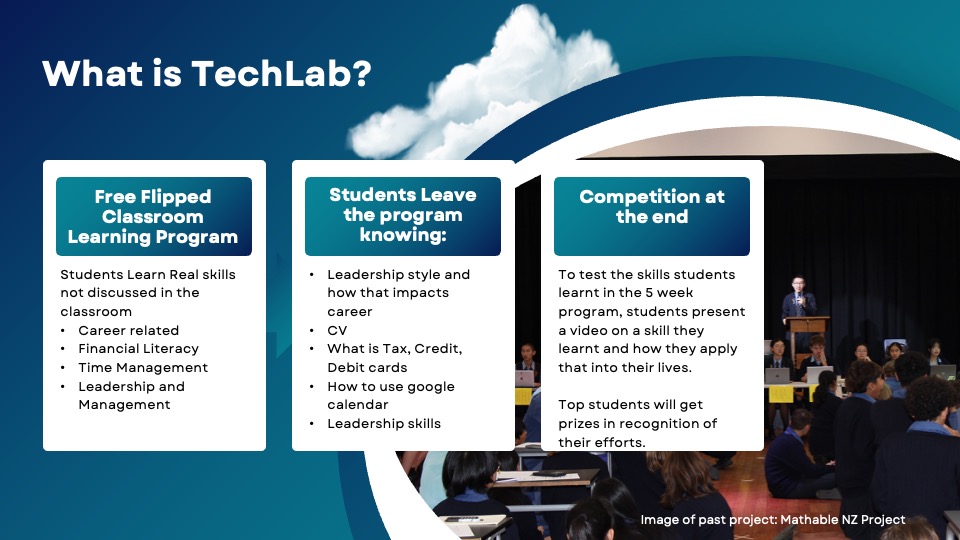 What is TechLab?
Free Flipped
Classroom
Learning Program
Students Learn Real skills
not discussed in the
classroom
• Career related
• Financial Literacy
• Time Management
• Leadership and
Management
Students Leave
the program
knowing:
• Leadership style and
how that impacts
career
• CV
• What is Tax, Credit,
Debit cards
• How to use google
calendar
• Leadership skills
Competition at
the end
To test the skills students
learnt in the 5 week
program, students present
a video on a skill they
learnt and how they apply
that into their lives.
Top students will get
prizes in recognition of
their efforts.
Image of past project: Mathable NZ Project